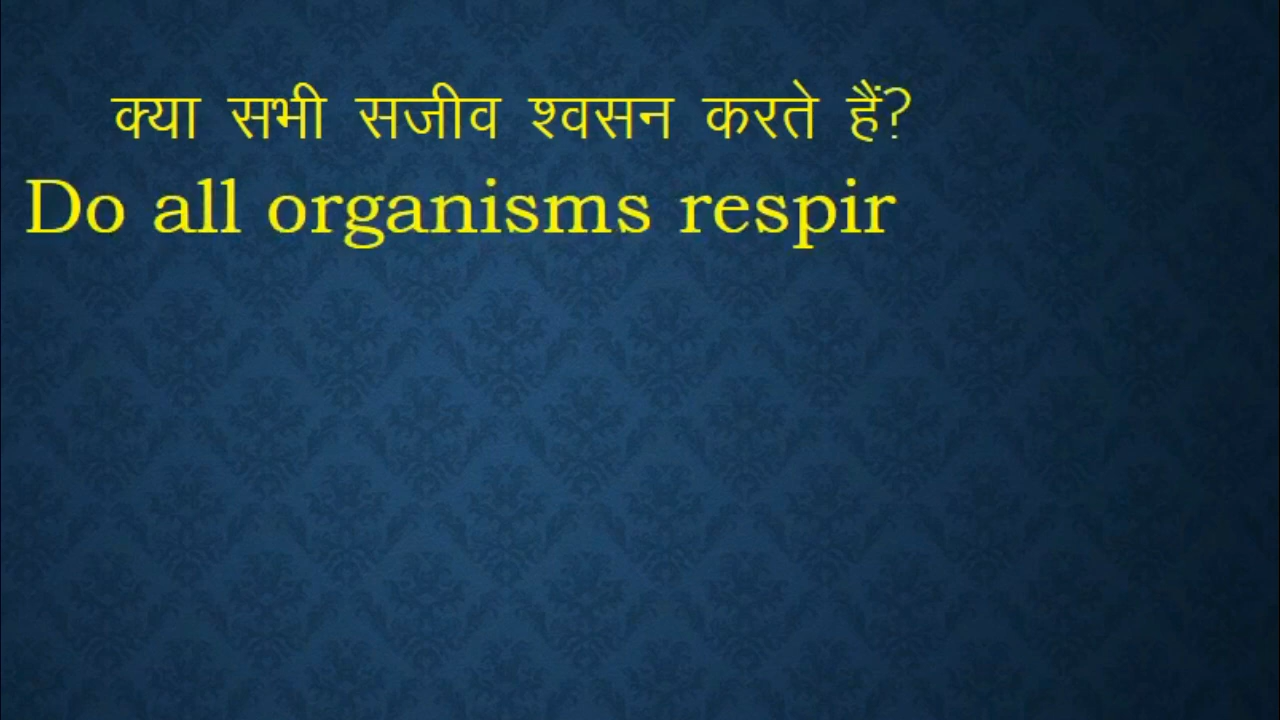 क्या सभी सजीव श्वसन करते हैं?
Do all organisms respir